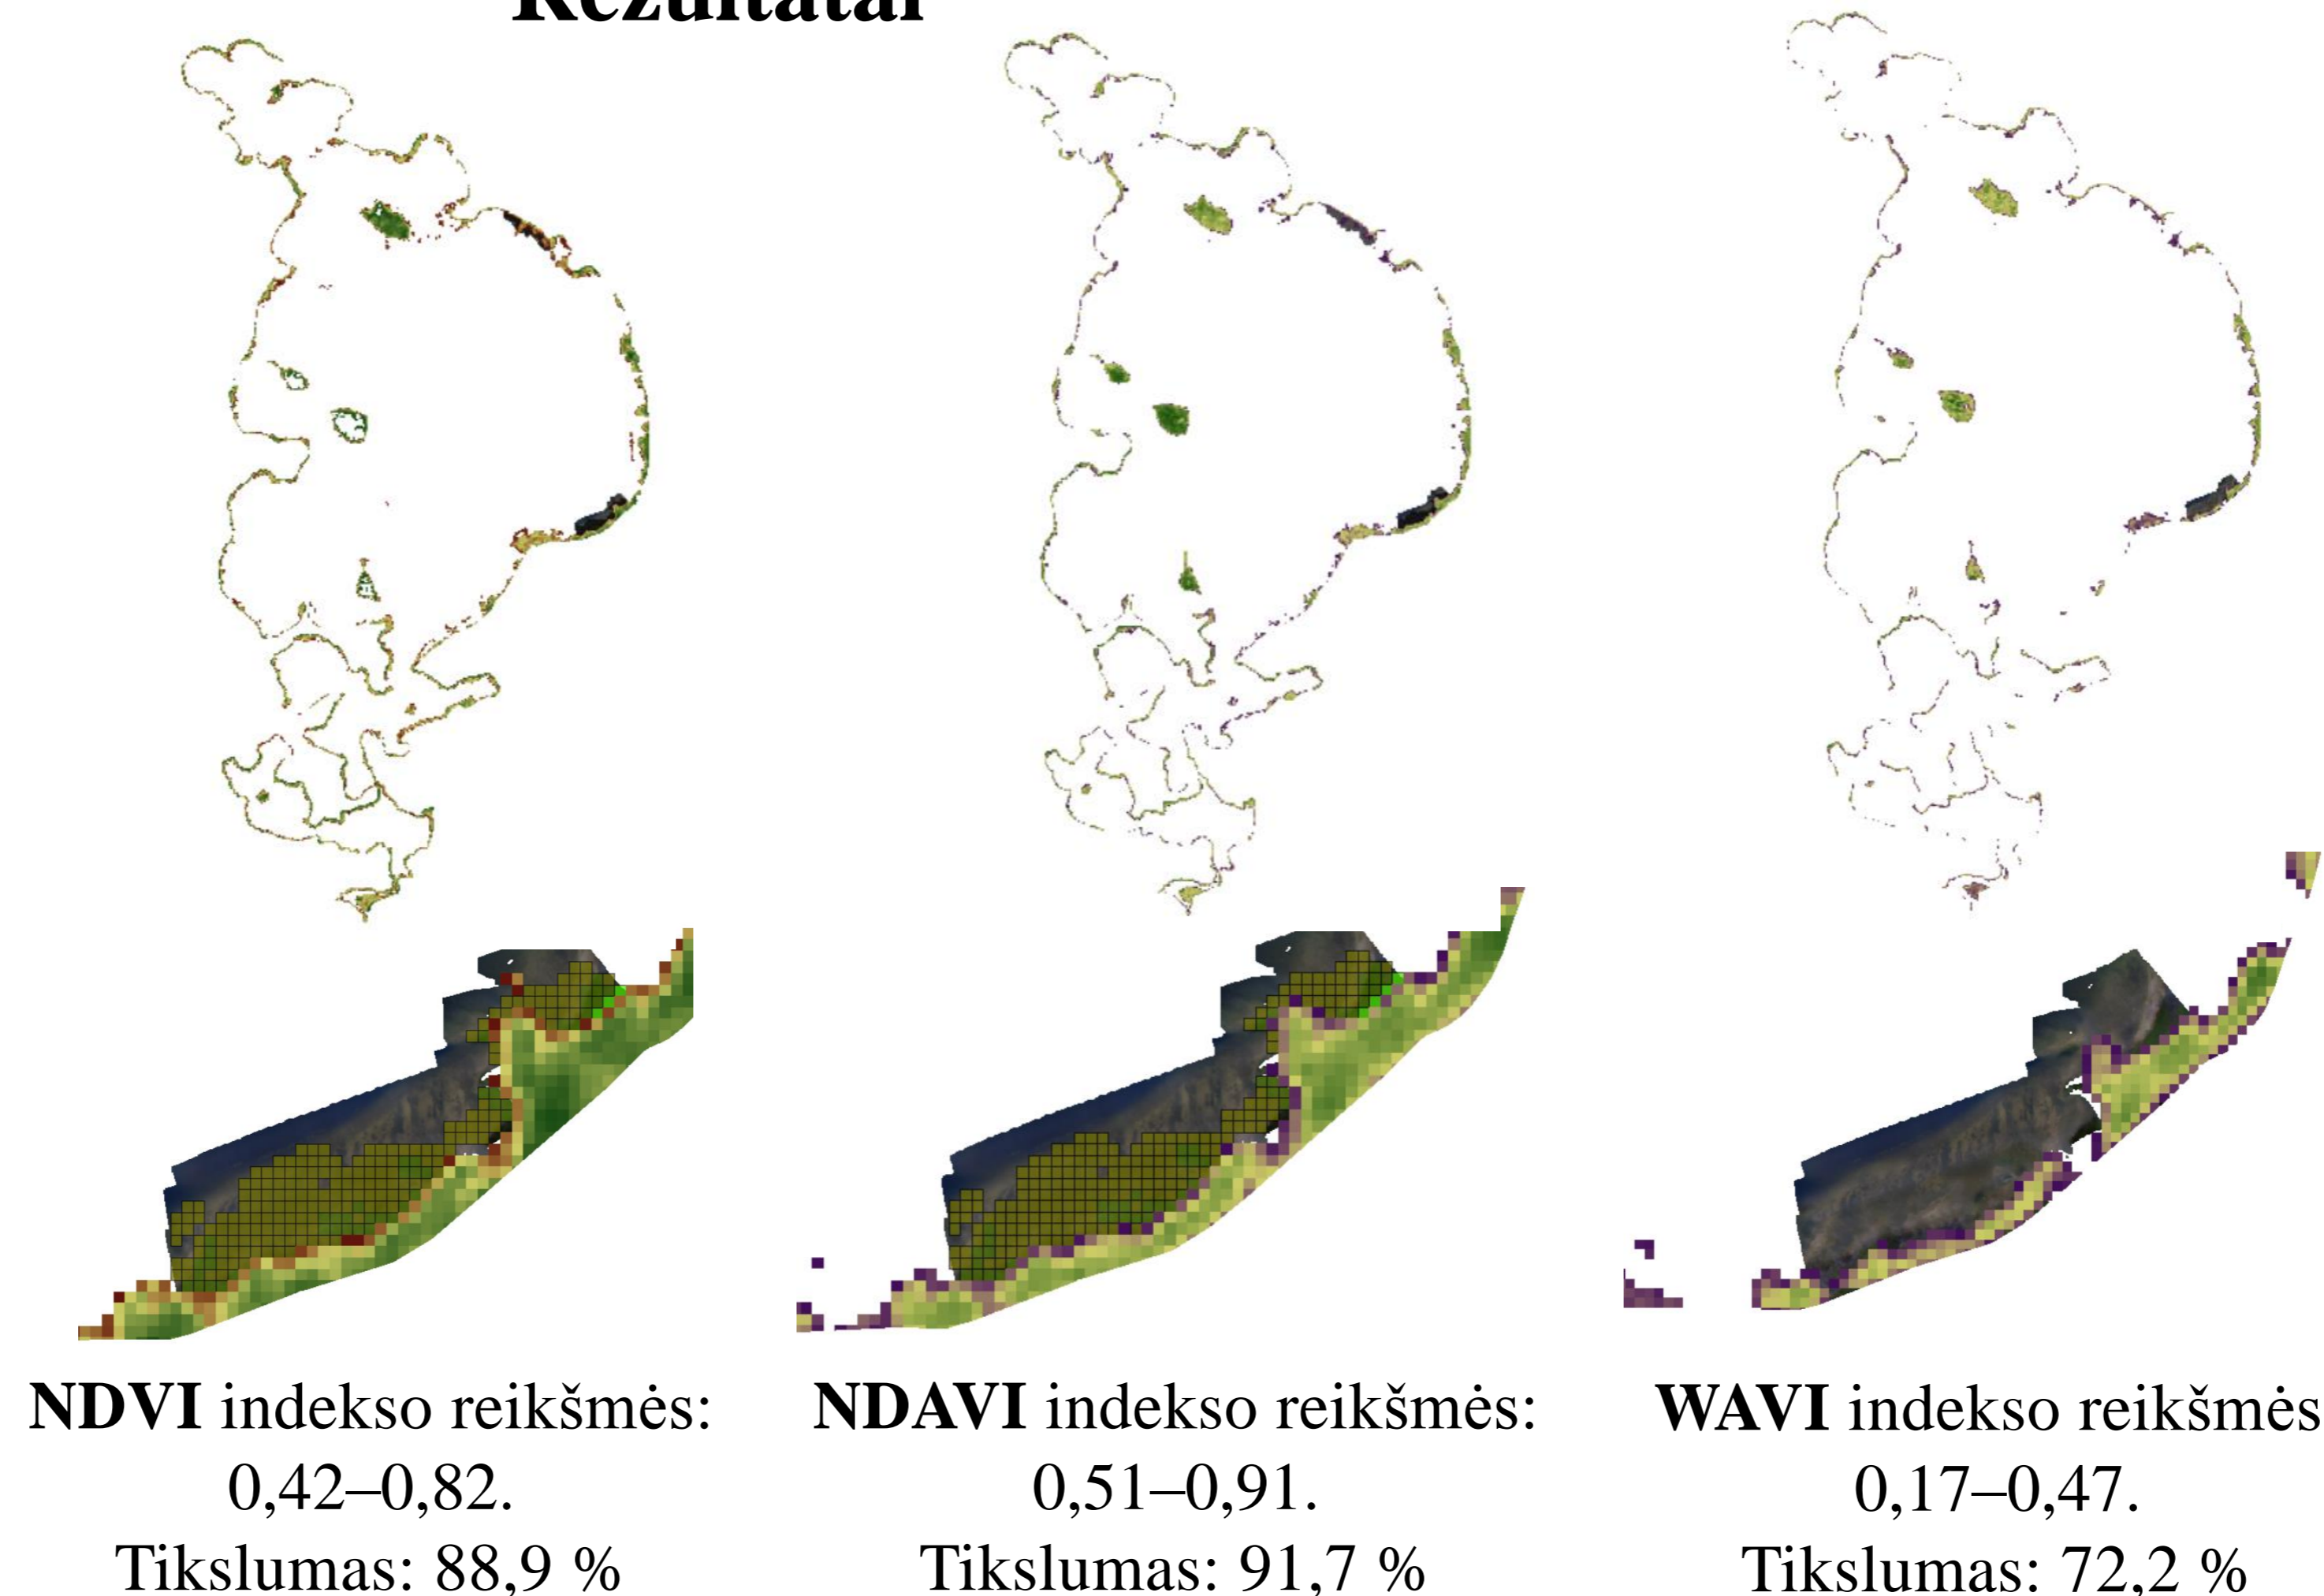 Rezultatai
NDVI indekso reikšmės:
0,42–0,82.
Tikslumas: 88,9 %
NDAVI indekso reikšmės:
0,51–0,91.
Tikslumas: 91,7 %
WAVI indekso reikšmės
0,17–0,47.
Tikslumas: 72,2 %